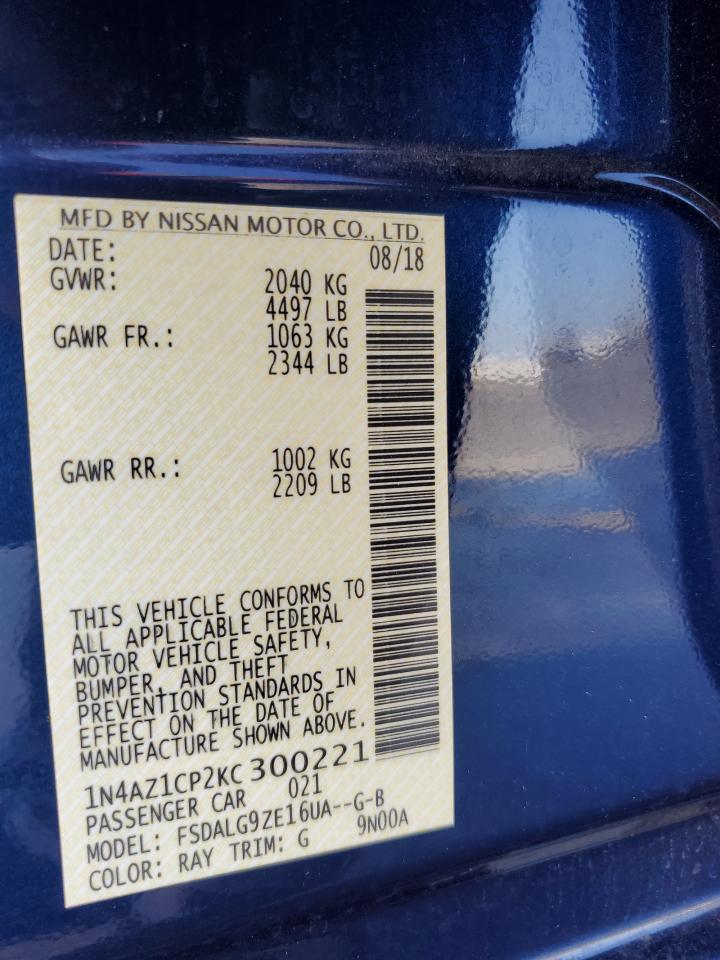 MFD BY NISSAN MOTOR CO., LTD.
DATE: 08/18
GVWR: 2040 KG
4497 LB
GAWR FR.: 1063 KG
2344 LB
GAWR RR.: 1002 KG
2209 LB
THIS VEHICLE CONFORMS TO
ALL APPLICABLE FEDERAL
MOTOR VEHICLE SAFETY,
BUMPER, AND THEFT
PREVENTION STANDARDS IN
EFFECT ON THE DATE OF
MANUFACTURE SHOWN ABOVE.
1N4AZ1CP2KC300221
PASSENGER CAR 021
MODEL: FSDALG9ZE16UA--G-B
COLOR: RAY TRIM: G 9N00A